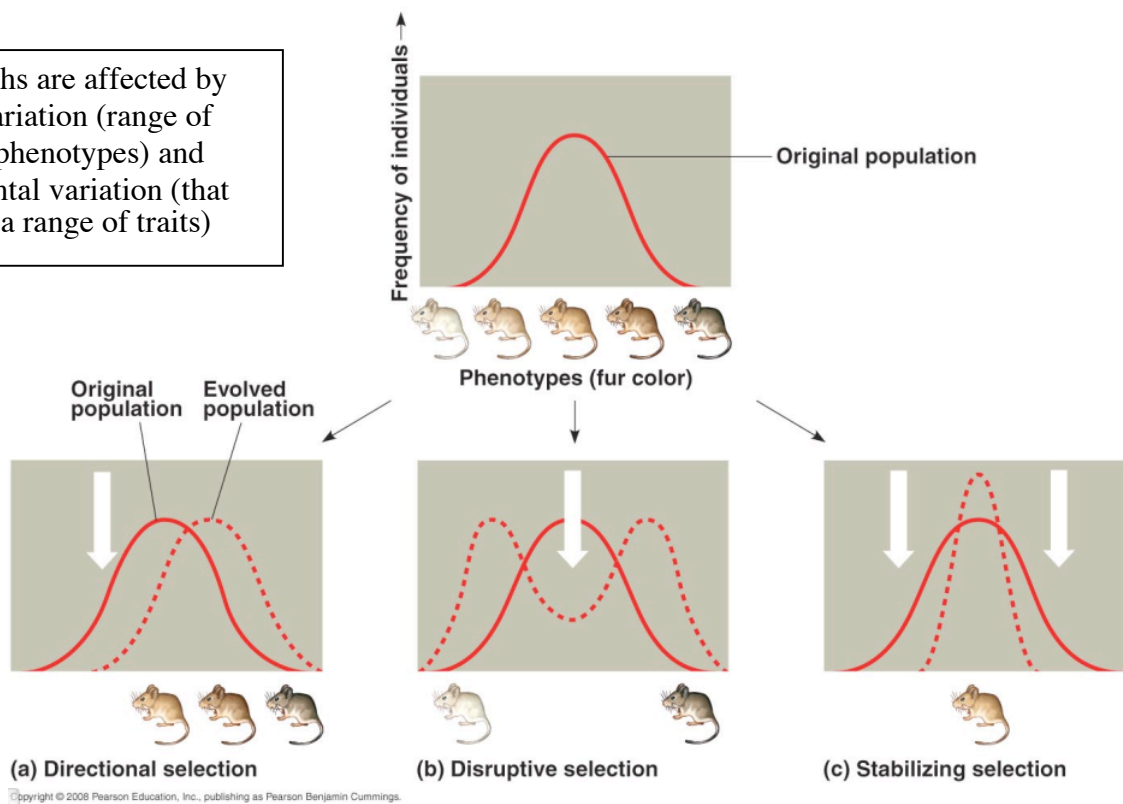 hs are affected by
ariation (range of
phenotypes) and
ntal variation (that
a range of traits)
Frequency of individuals
Original population
Phenotypes (fur color)
Original
population
Evolved
population
(a) Directional selection
(b) Disruptive selection
(c) Stabilizing selection
Copyright © 2008 Pearson Education, Inc., publishing as Pearson Benjamin Cummings.